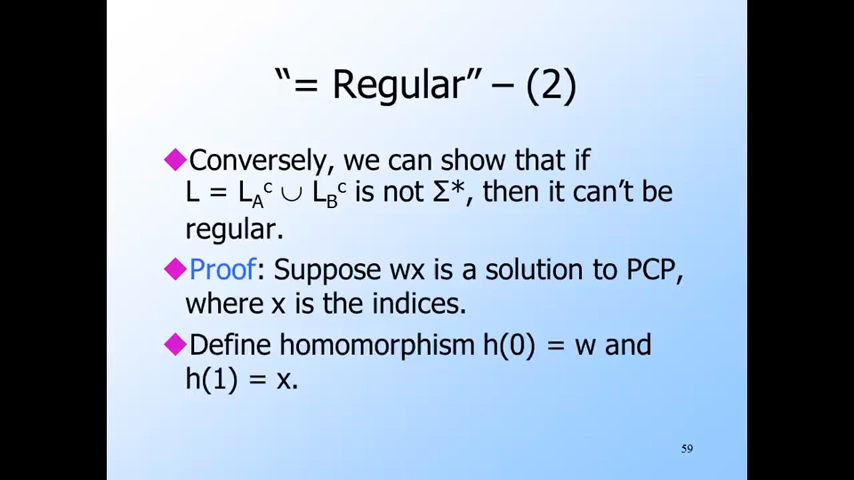 “= Regular” – (2)
◆Conversely, we can show that if
L = L_A^c ∪ L_B^c is not Σ*, then it can’t be
regular.
◆Proof: Suppose wx is a solution to PCP,
where x is the indices.
◆Define homomorphism h(0) = w and
h(1) = x.
59